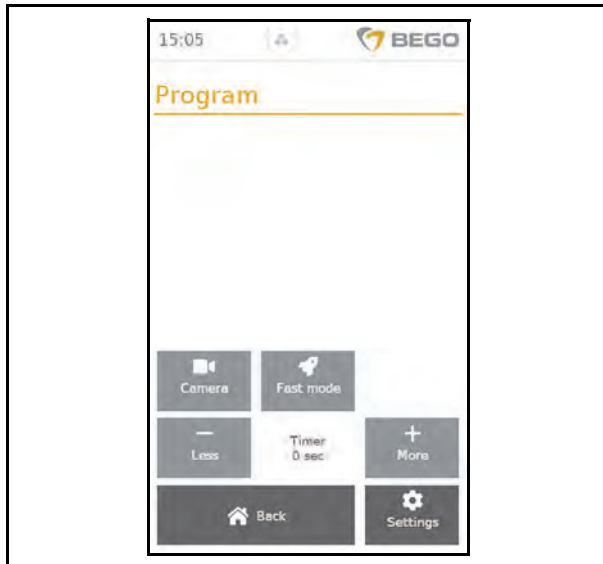 15:05 BEGO
Program
Camera Fast mode
Less Timer 0 sec More
Back Settings